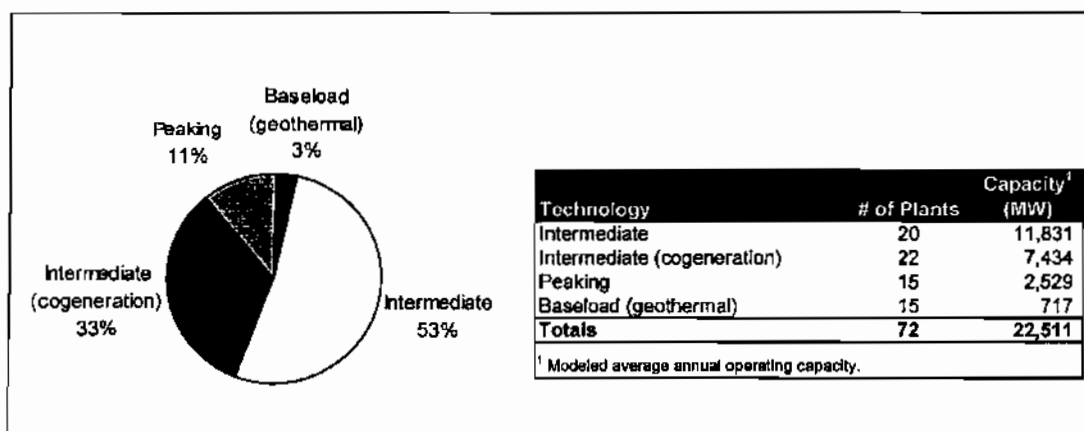 Baseload
(geothermal)
3%
Peaking
11%
Intermediate
(cogeneration)
33%
Intermediate
53%
Technology # of Plants Capacity¹ (MW)
Intermediate 20 11,831
Intermediate (cogeneration) 22 7,434
Peaking 15 2,529
Baseload (geothermal) 15 717
Totals 72 22,511
¹ Modeled average annual operating capacity.